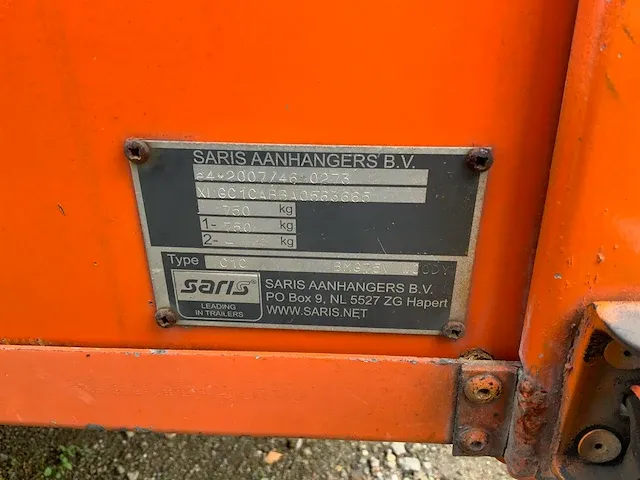 SARIS AANHANGERS B.V.
e4*2007/46*0273
750 kg
1- 750 kg
2- kg
Type C1C
saris
LEADING
IN TRAILERS
SARIS AANHANGERS B.V.
PO Box 9, NL 5527 ZG Hapert
WWW.SARIS.NET